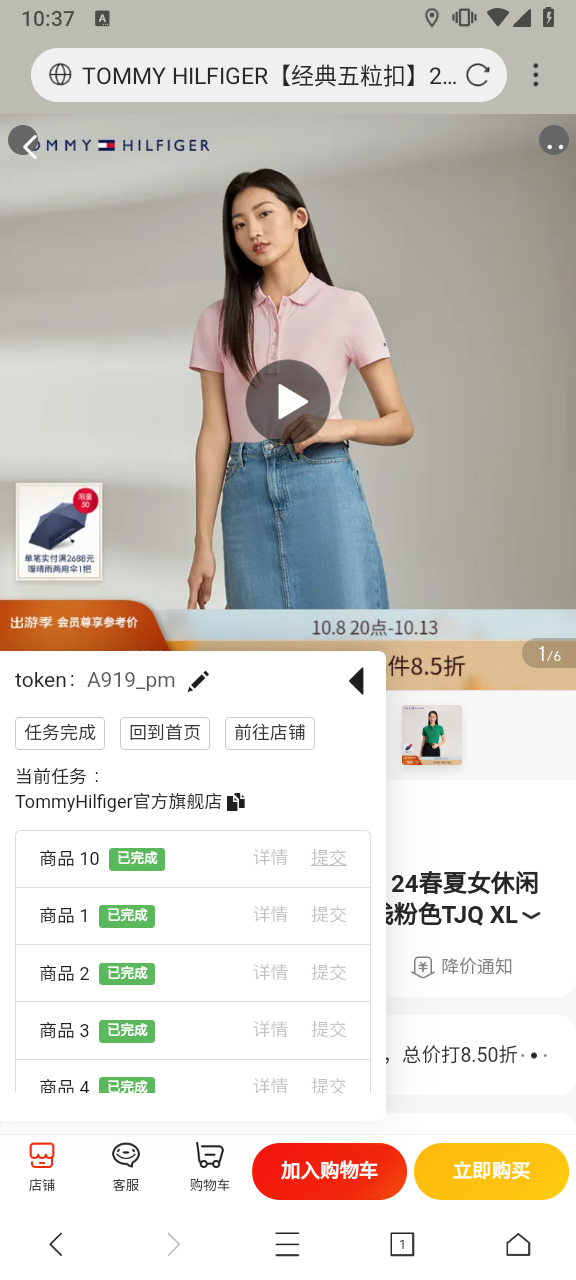 10:37
TOMMY HILFIGER【经典五粒扣】2…
MMY HILFIGER
限量
50
单笔实付满2688元
赠晴雨两用伞1把
出游季 会员尊享参考价
10.8 20点-10.13
件8.5折
1/6
token： A919_pm
任务完成 回到首页 前往店铺
当前任务：
TommyHilfiger官方旗舰店
商品 10 已完成 详情 提交
商品 1 已完成 详情 提交
商品 2 已完成 详情 提交
商品 3 已完成 详情 提交
商品 4 已完成 详情 提交
24春夏女休闲
浅粉色TJQ XL
降价通知
，总价打8.50折
店铺 客服 购物车 加入购物车 立即购买
1